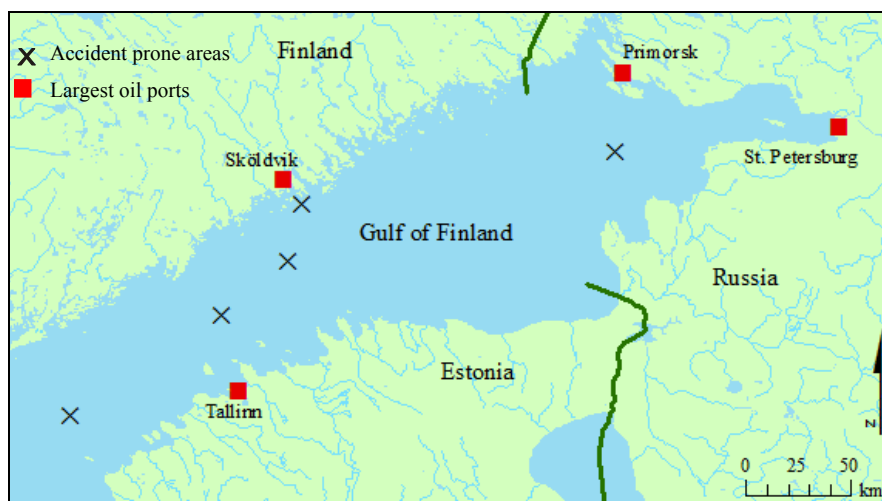 Finland
Primorsk
Accident prone areas
Largest oil ports
St. Petersburg
Sköldvik
Gulf of Finland
Russia
Estonia
Tallinn
N
0 25 50
km